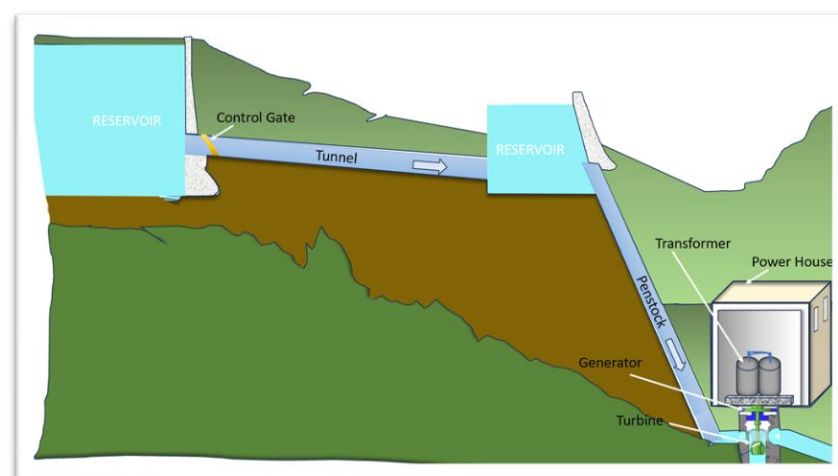 RESERVOIR
Control Gate
Tunnel
RESERVOIR
Penstock
Transformer
Power House
Generator
Turbine